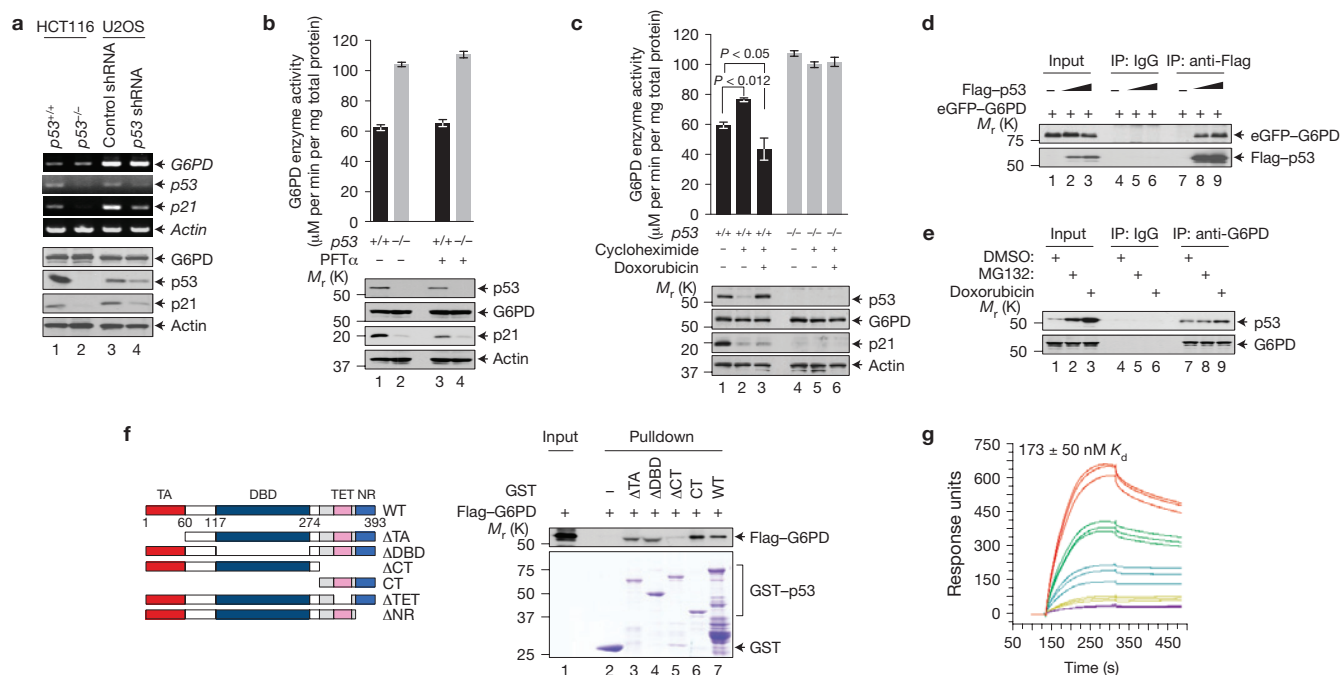 a
HCT116 U2OS
p53+/+
p53–/–
Control shRNA
p53 shRNA
G6PD
p53
p21
Actin
G6PD
p53
p21
Actin
1 2 3 4
b
G6PD enzyme activity
(μM per min per mg total protein)
120
100
80
60
40
20
0
p53 +/+ –/– +/+ –/–
PFTα – – + +
Mr (K)
50 p53
50 G6PD
20 p21
37 Actin
1 2 3 4
c
G6PD enzyme activity
(μM per min per mg total protein)
120
100
80
60
40
20
0
P < 0.05
P < 0.012
p53 +/+ +/+ +/+ –/– –/– –/–
Cycloheximide – + + – + +
Doxorubicin – – + – – +
Mr (K)
50 p53
50 G6PD
20 p21
37 Actin
1 2 3 4 5 6
d
Input IP: IgG IP: anti-Flag
Flag–p53 – – –
eGFP–G6PD + + + + + + + + +
Mr (K)
75 eGFP–G6PD
50 Flag–p53
1 2 3 4 5 6 7 8 9
e
Input IP: IgG IP: anti-G6PD
DMSO: + + +
MG132: + + +
Doxorubicin + + +
Mr (K)
50 p53
50 G6PD
1 2 3 4 5 6 7 8 9
f
TA DBD TET NR
WT
1 60 117 274 393
ΔTA
ΔDBD
ΔCT
CT
ΔTET
ΔNR
Input Pulldown
GST – ΔTA ΔDBD ΔCT CT WT
Flag–G6PD + + + + + + +
Mr (K)
50 Flag–G6PD
75
50 GST–p53
37
25 GST
1 2 3 4 5 6 7
g
173 ± 50 nM Kd
Response units
750
600
450
300
150
0
50 150 250 350 450
Time (s)